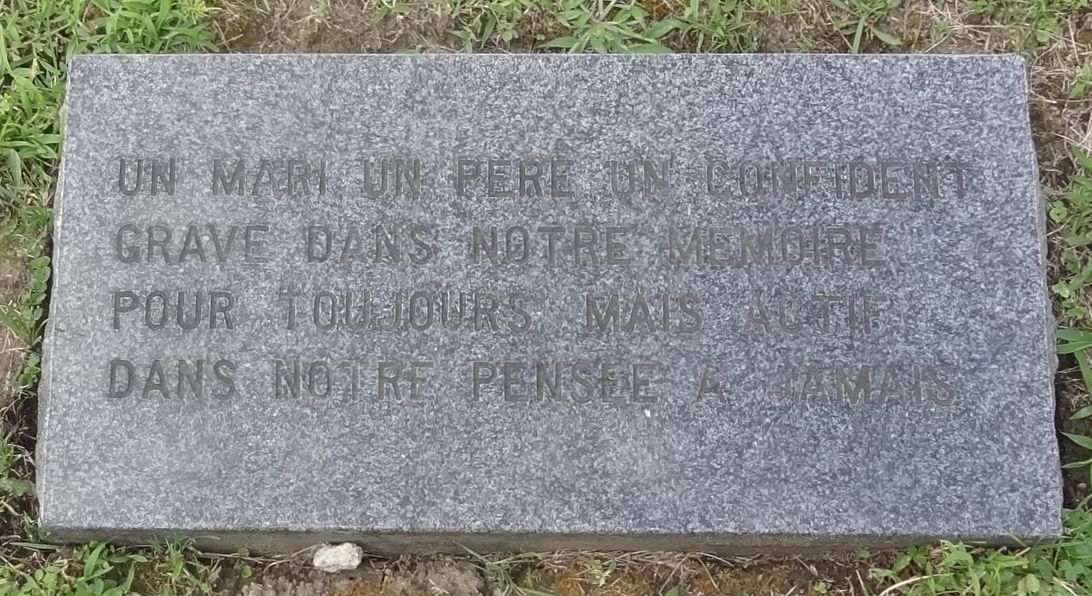 UN MARI UN PERE UN CONFIDENT
GRAVE DANS NOTRE MEMOIRE
POUR TOUJOURS MAIS ACTIF
DANS NOTRE PENSEE A JAMAIS